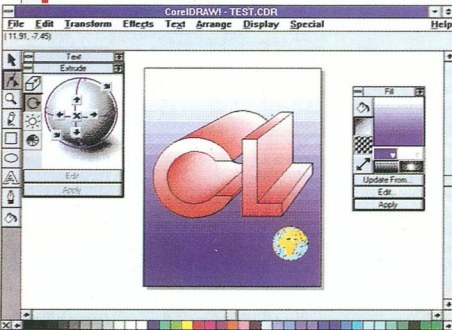 CorelDRAW! - TEST.CDR
File Edit Transform Effects Text Arrange Display Special Help
(11.91, -7.45)
Text
Extrude
Edit
Apply
CL
Fill
Update From...
Edit...
Apply